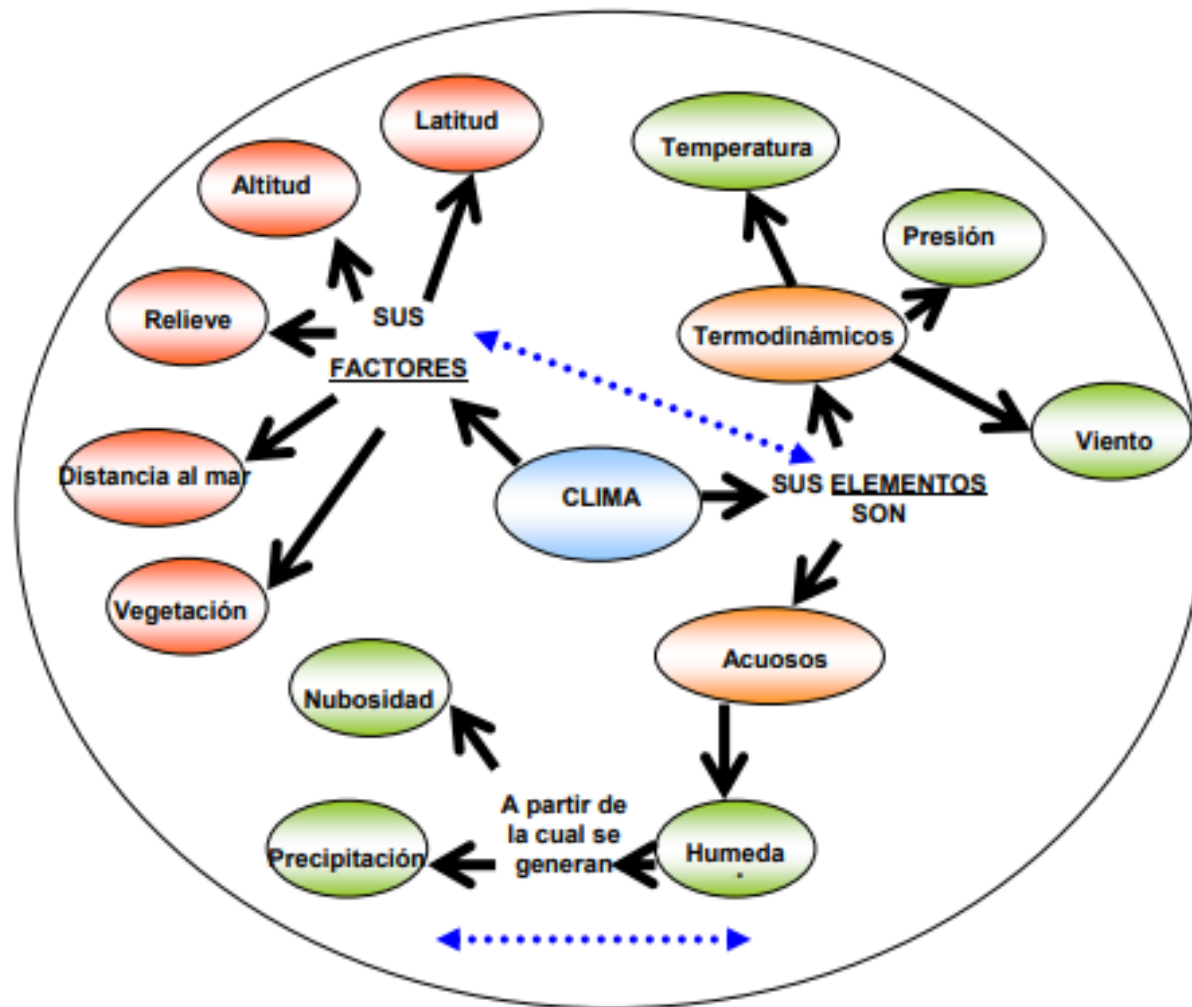 Latitud
Altitud
Relieve
SUS
FACTORES
Distancia al mar
Vegetación
CLIMA
Temperatura
Presión
Termodinámicos
Viento
SUS ELEMENTOS
SON
Acuosos
Nubosidad
A partir de
la cual se
generan
Precipitación
Humeda